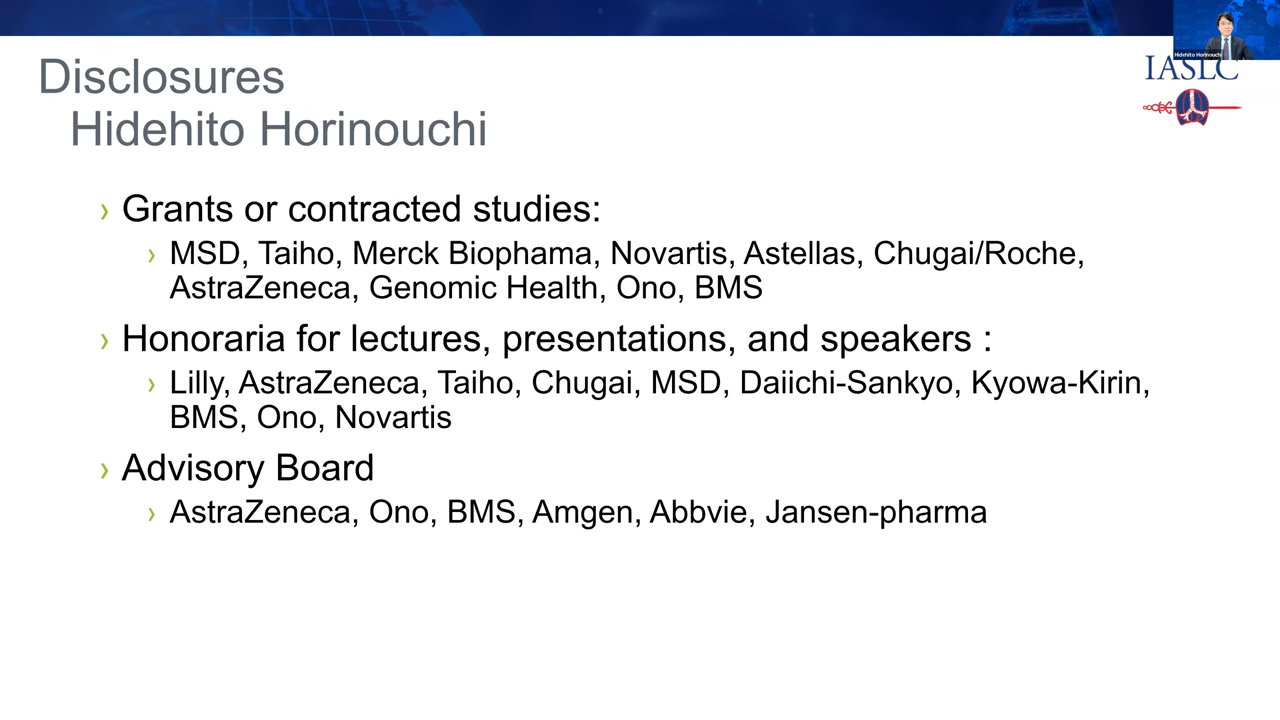 Hidehito Horinouchi
IASLC
Disclosures
Hidehito Horinouchi
› Grants or contracted studies:
› MSD, Taiho, Merck Biophama, Novartis, Astellas, Chugai/Roche,
AstraZeneca, Genomic Health, Ono, BMS
› Honoraria for lectures, presentations, and speakers :
› Lilly, AstraZeneca, Taiho, Chugai, MSD, Daiichi-Sankyo, Kyowa-Kirin,
BMS, Ono, Novartis
› Advisory Board
› AstraZeneca, Ono, BMS, Amgen, Abbvie, Jansen-pharma